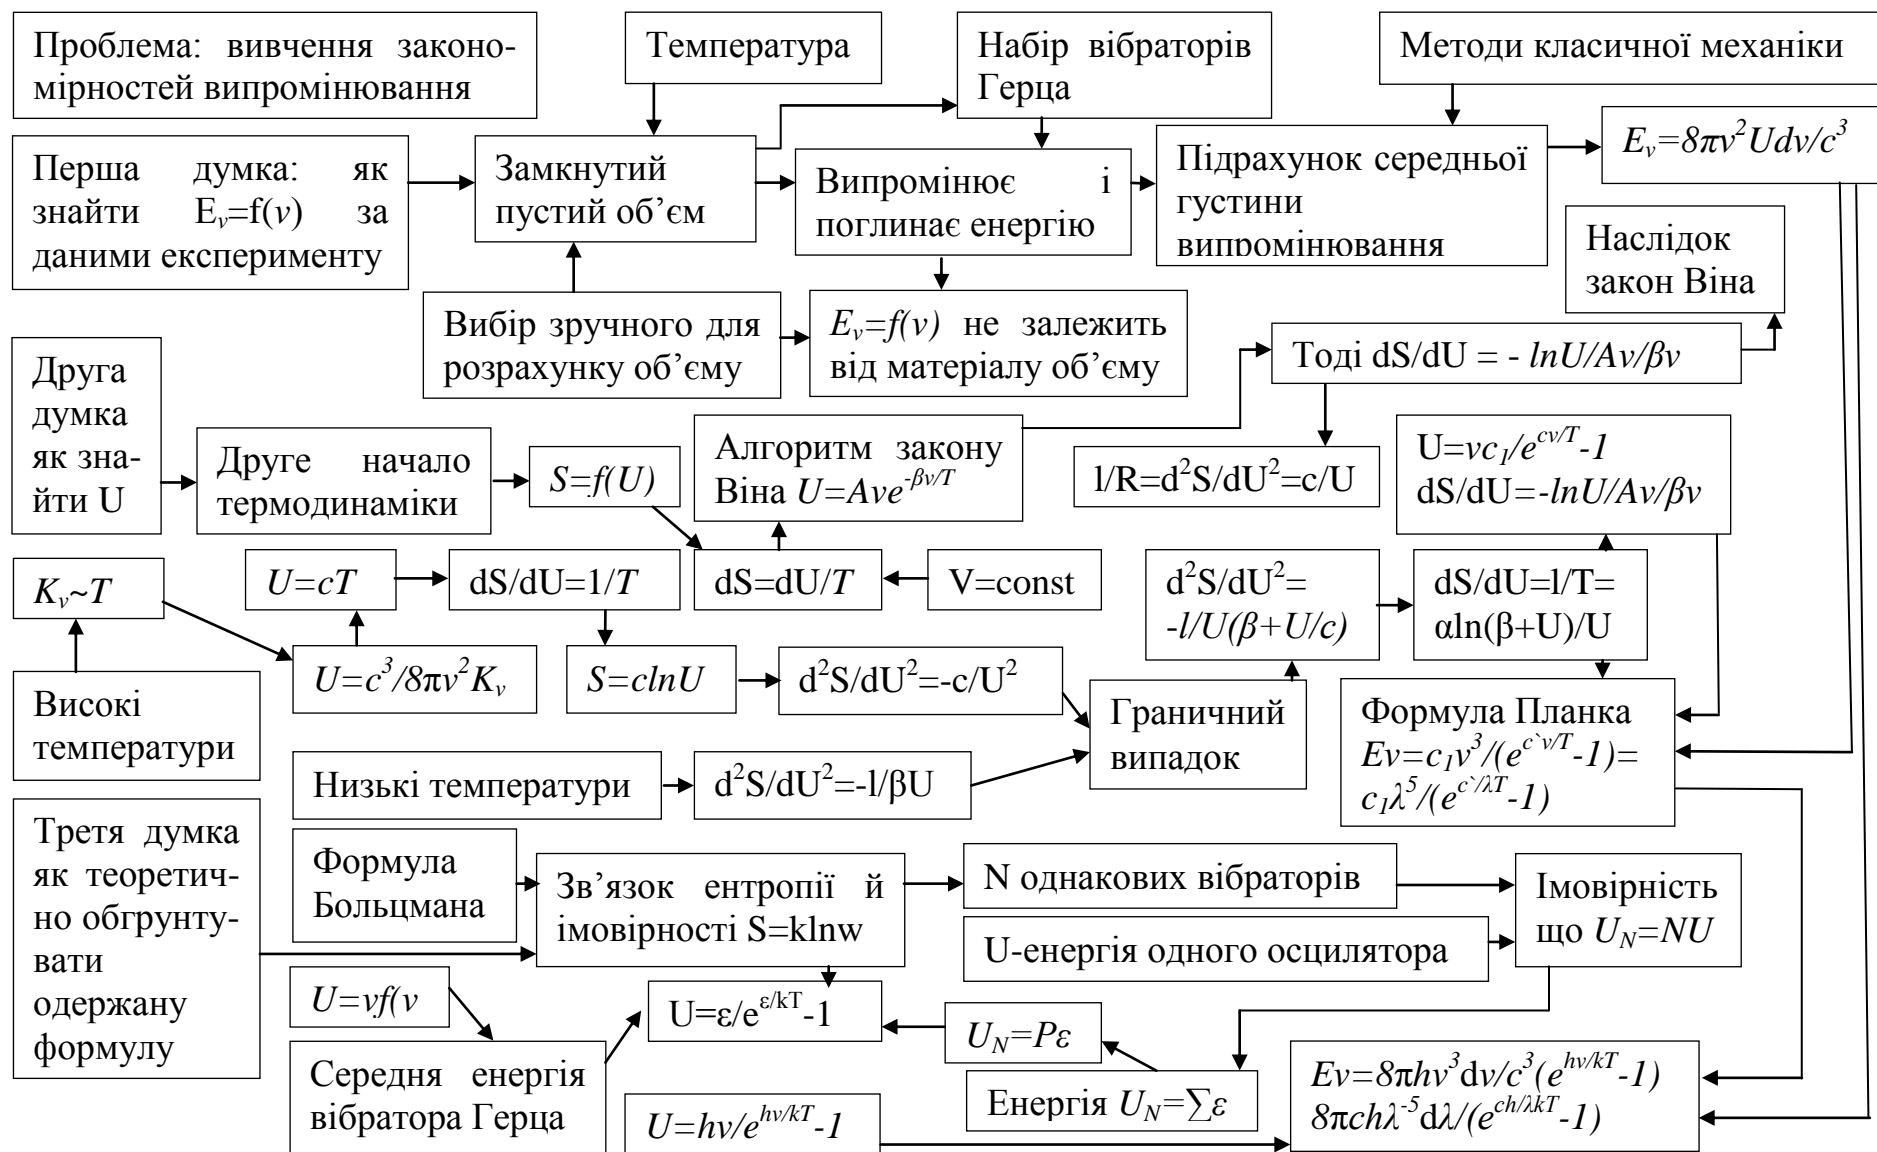 Проблема: вивчення законо-
мірностей випромінювання
Температура
Набір вібраторів
Герца
Методи класичної механіки
Перша думка: як
знайти Eᵥ=f(ν) за
даними експерименту
Замкнутий
пустий об’єм
Випромінює і
поглинає енергію
Підрахунок середньої
густини
випромінювання
Eᵥ=8πν²Udν/c³
Наслідок
закон Віна
Вибір зручного для
розрахунку об’єму
Eᵥ=f(ν) не залежить
від матеріалу об’єму
Тоді dS/dU = - lnU/Aν/βν
Друга
думка
як зна-
йти U
Друге начало
термодинаміки
S=f(U)
Алгоритм закону
Віна U=Aνe^-βν/T
l/R=d²S/dU²=c/U
U=νc₁/e^cν/T-1
dS/dU=-lnU/Aν/βν
Kᵥ~T
U=cT
dS/dU=1/T
dS=dU/T
V=const
d²S/dU²=
-l/U(β+U/c)
dS/dU=l/T=
αln(β+U)/U
Високі
температури
U=c³/8πν²Kᵥ
S=clnU
d²S/dU²=-c/U²
Граничний
випадок
Формула Планка
Eν=c₁ν³/(e^c`ν/T-1)=
c₁λ⁵/(e^c`/λT-1)
Низькі температури
d²S/dU²=-l/βU
Третя думка
як теоретич-
но обгрунту-
вати
одержану
формулу
Формула
Больцмана
Зв’язок ентропії й
імовірності S=klnw
N однакових вібраторів
U-енергія одного осцилятора
Імовірність
що U_N=NU
U=νf(ν
U=ε/e^ε/kT-1
U_N=Pε
Середня енергія
вібратора Герца
Енергія U_N=∑ε
U=hν/e^hν/kT-1
Eν=8πhν³dν/c³(e^hν/kT-1)
8πchλ⁻⁵dλ/(e^ch/λkT-1)